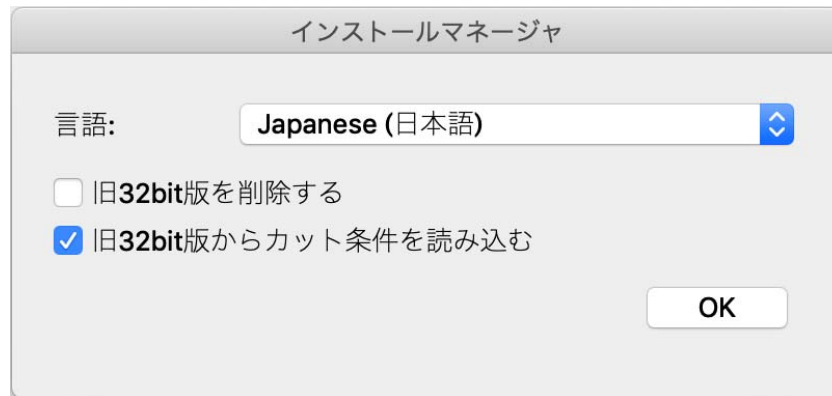 インストールマネージャ
言語: Japanese (日本語)
旧32bit版を削除する
旧32bit版からカット条件を読み込む
OK